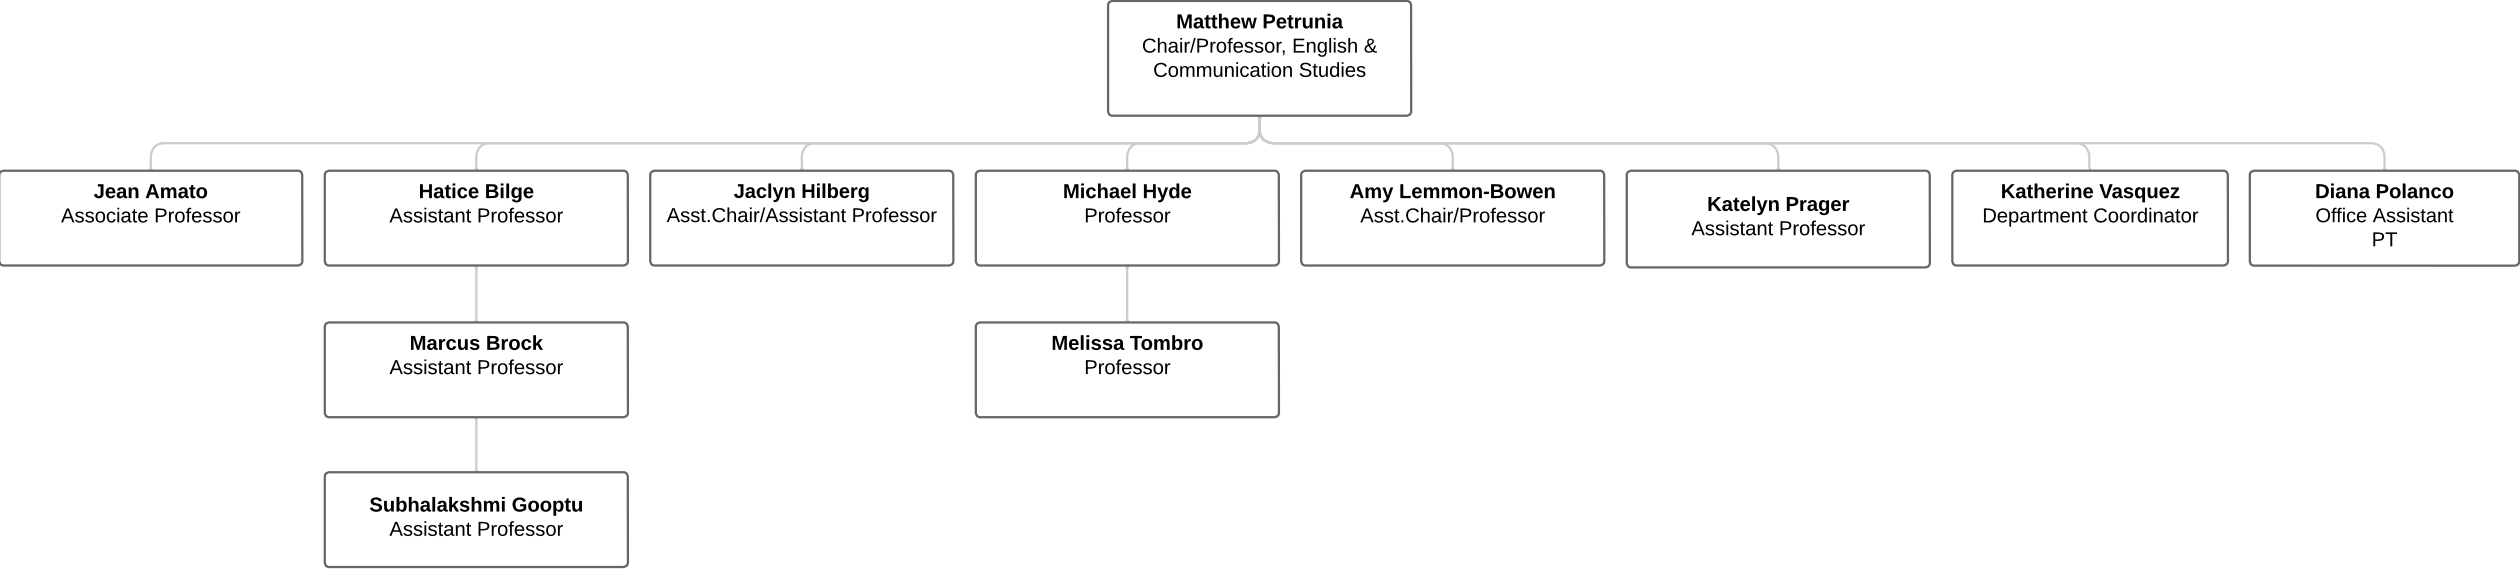 Matthew Petrunia
Chair/Professor, English &
Communication Studies
Jean Amato
Associate Professor
Hatice Bilge
Assistant Professor
Jaclyn Hilberg
Asst.Chair/Assistant Professor
Michael Hyde
Professor
Amy Lemmon-Bowen
Asst.Chair/Professor
Katelyn Prager
Assistant Professor
Katherine Vasquez
Department Coordinator
Diana Polanco
Office Assistant
PT
Marcus Brock
Assistant Professor
Melissa Tombro
Professor
Subhalakshmi Gooptu
Assistant Professor